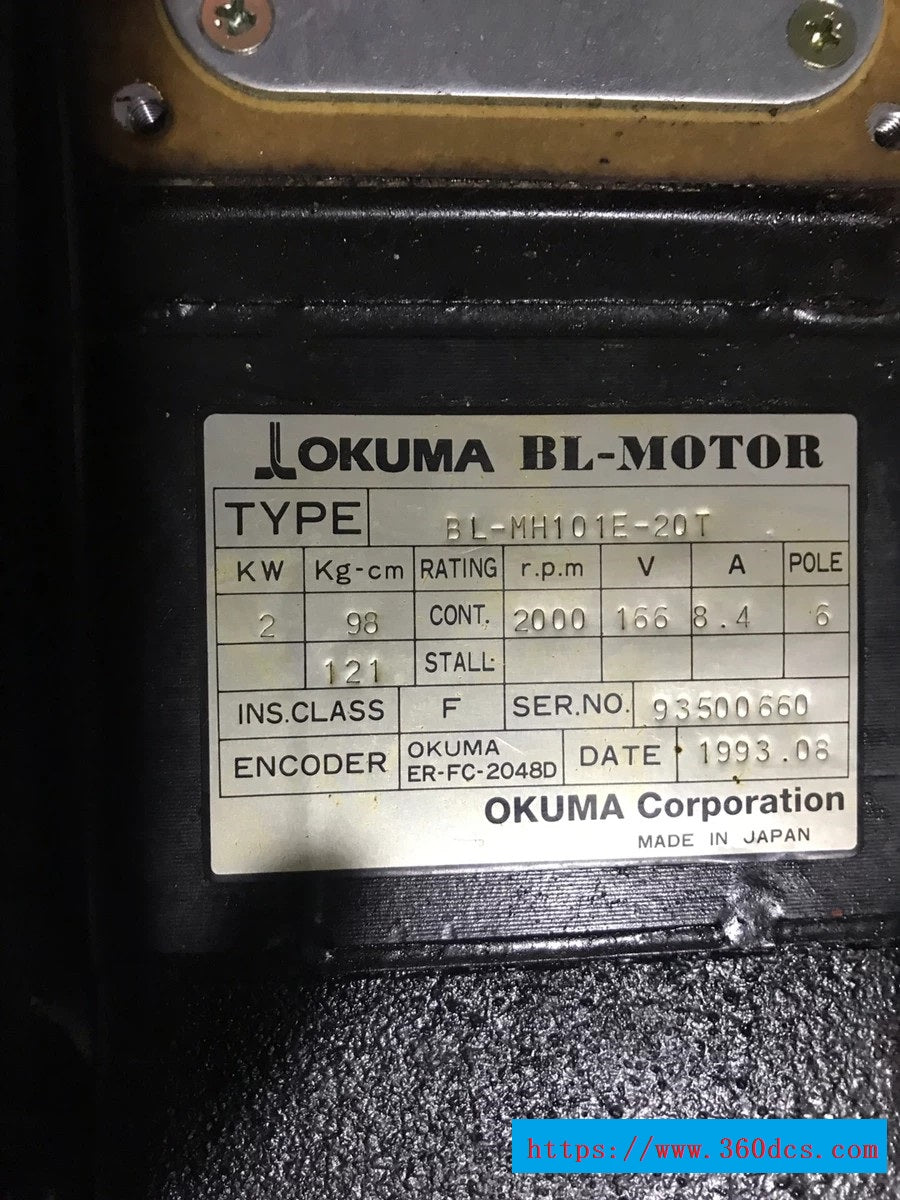 OKUMA BL-MOTOR
TYPE BL-MH101E-20T
KW Kg-cm RATING r.p.m V A POLE
2 98 CONT. 2000 166 8.4 6
121 STALL
INS.CLASS F SER.NO. 93500660
ENCODER OKUMA ER-FC-2048D DATE 1993.08
OKUMA Corporation
MADE IN JAPAN
https://www.360dcs.com